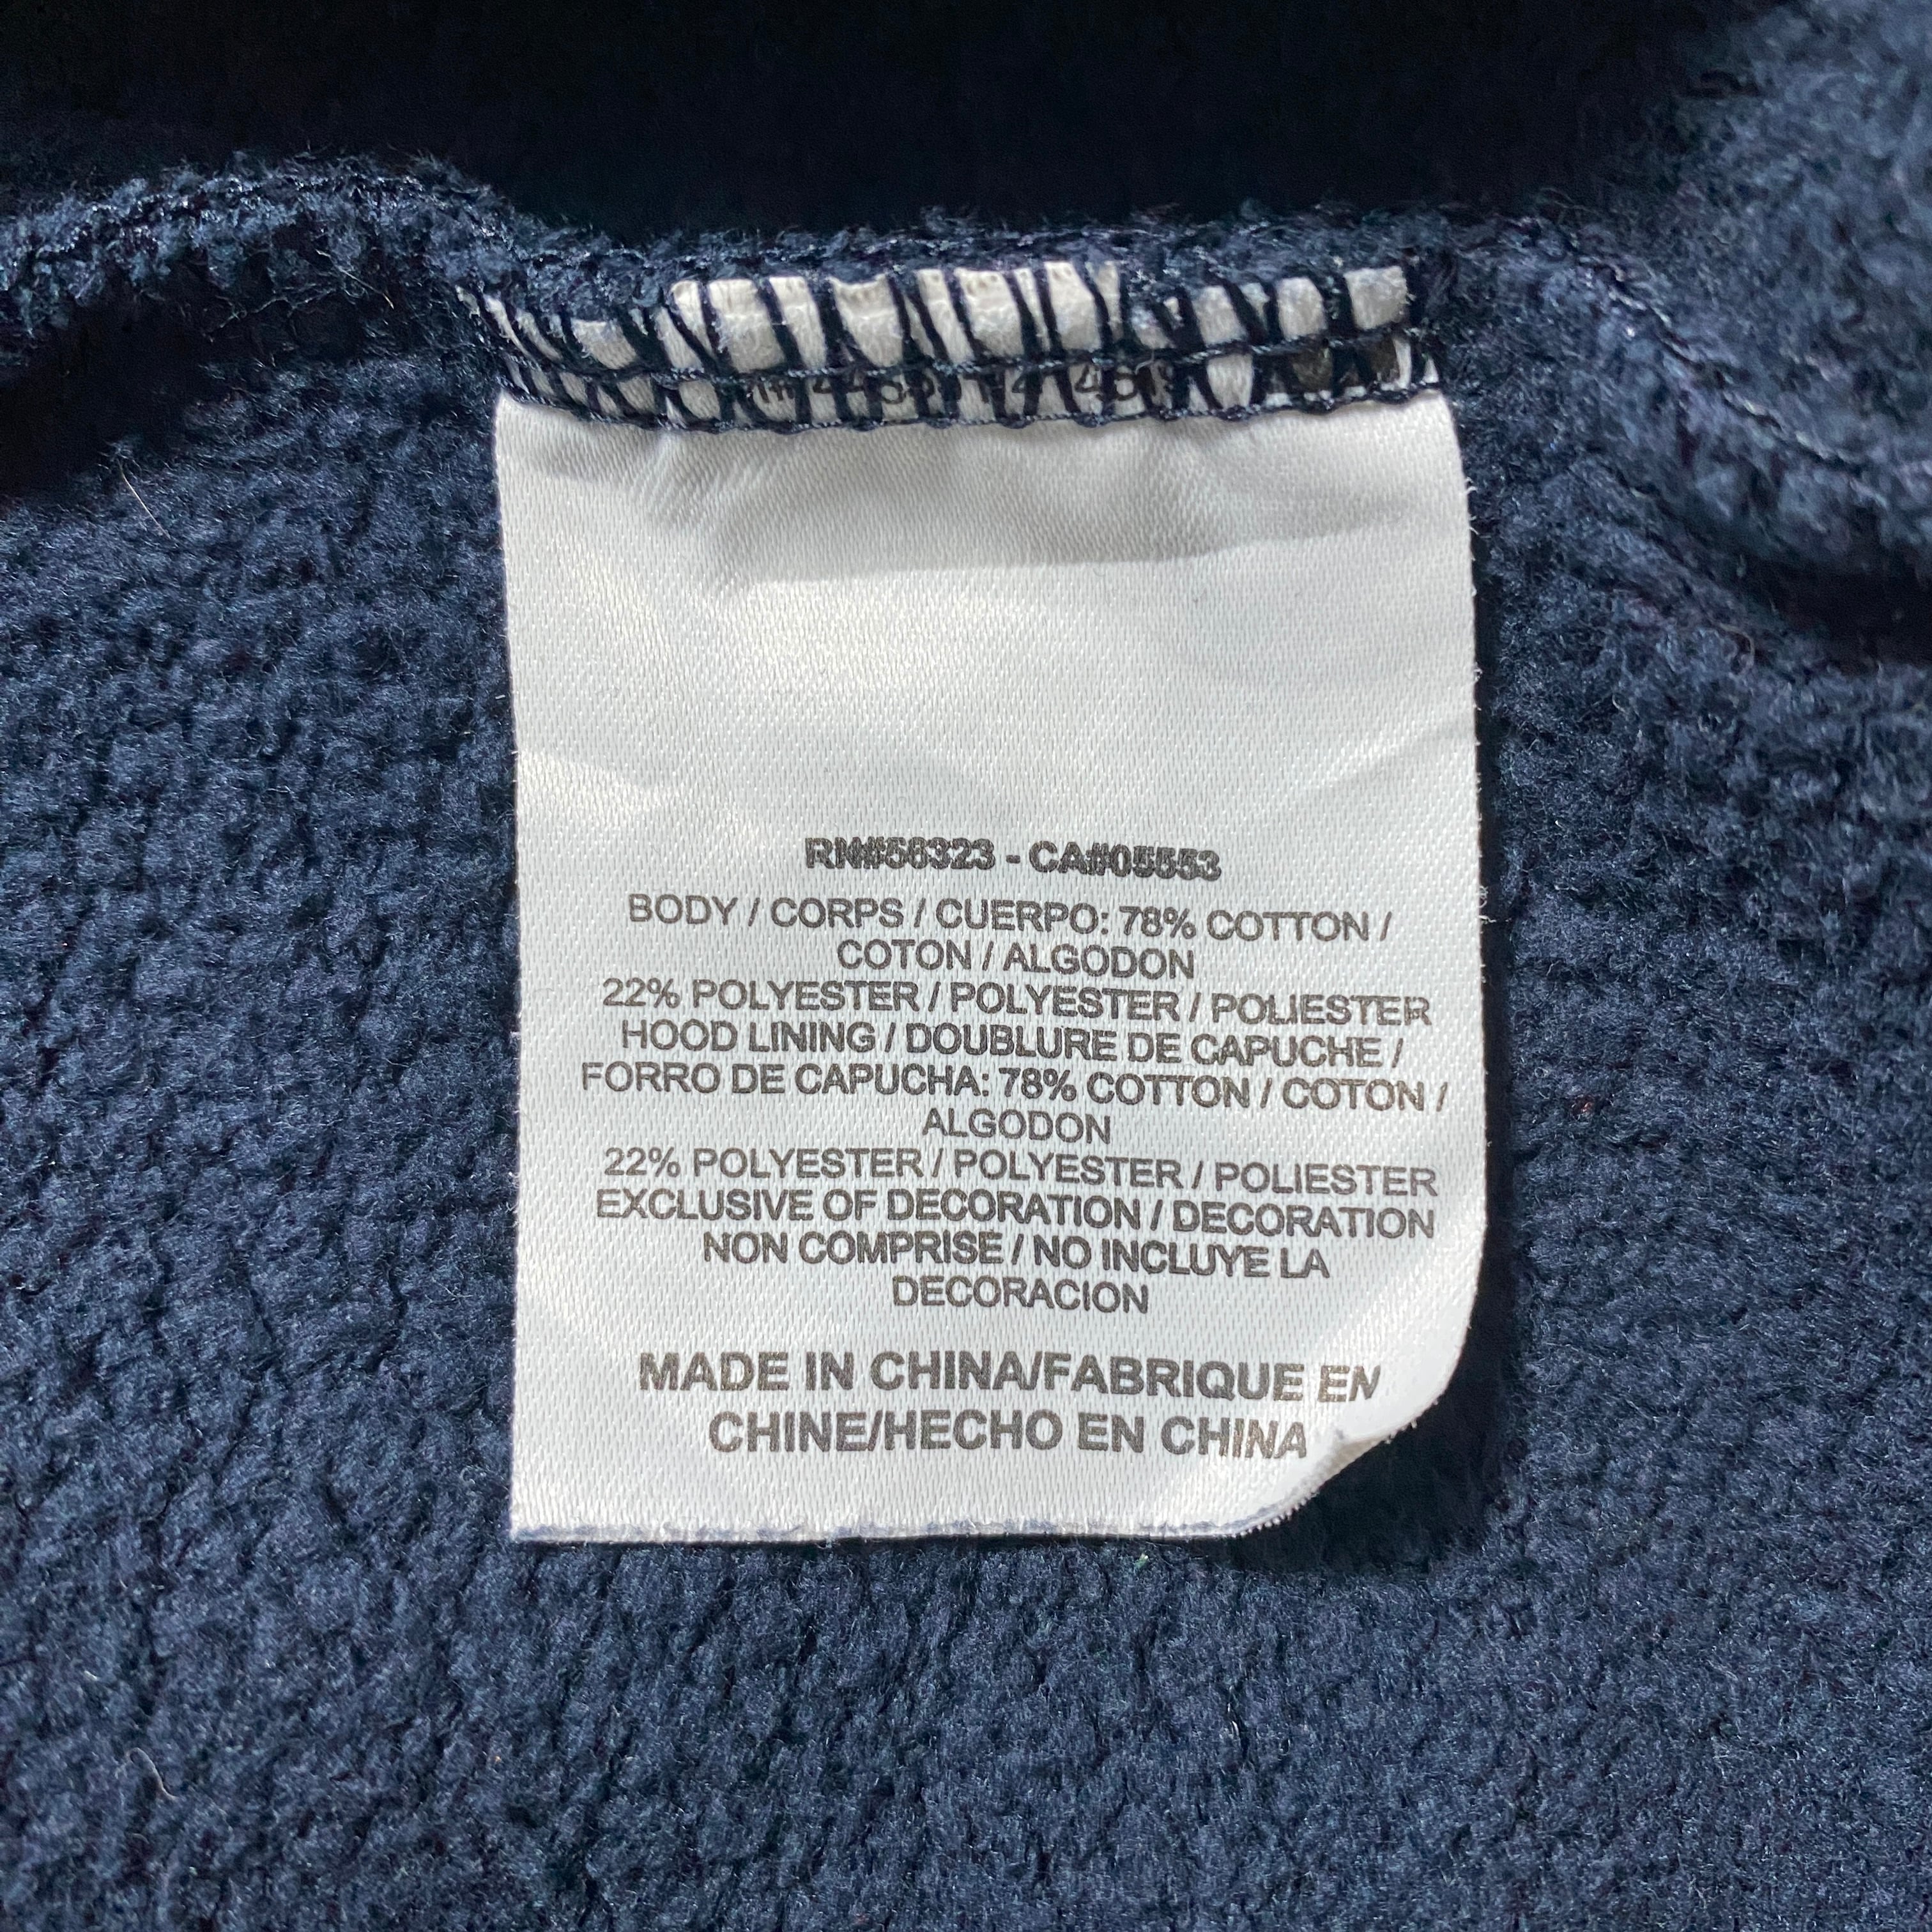 RN#56323 - CA#05553
BODY / CORPS / CUERPO: 78% COTTON /
COTON / ALGODON
22% POLYESTER / POLYESTER / POLIESTER
HOOD LINING / DOUBLURE DE CAPUCHE /
FORRO DE CAPUCHA: 78% COTTON / COTON /
ALGODON
22% POLYESTER / POLYESTER / POLIESTER
EXCLUSIVE OF DECORATION / DECORATION
NON COMPRISE / NO INCLUYE LA
DECORACION
MADE IN CHINA/FABRIQUE EN
CHINE/HECHO EN CHINA